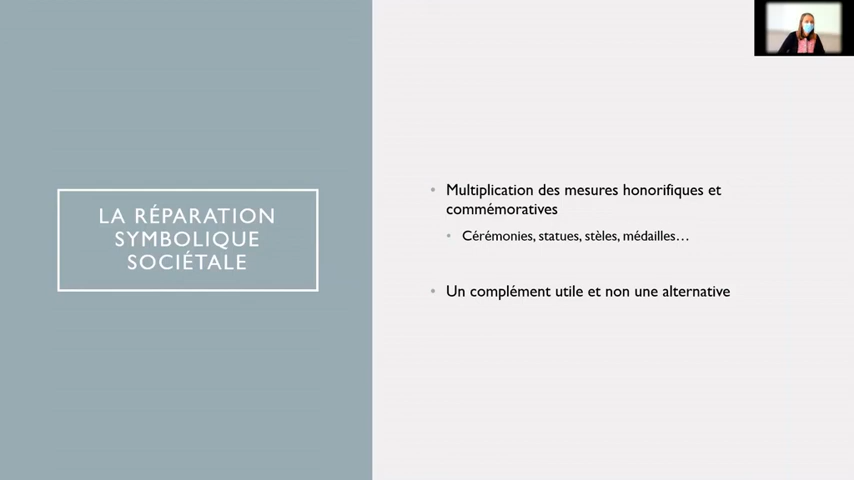 LA RÉPARATION
SYMBOLIQUE
SOCIÉTALE
• Multiplication des mesures honorifiques et
commémoratives
• Cérémonies, statues, stèles, médailles…
• Un complément utile et non une alternative